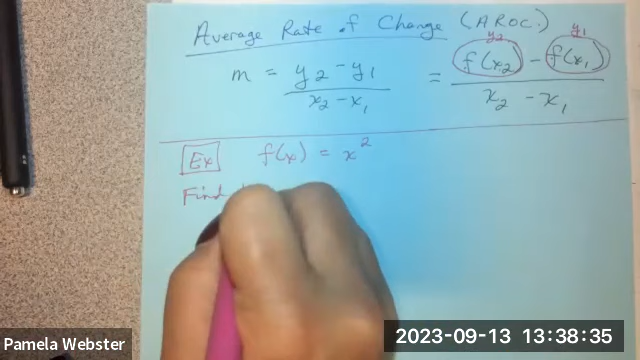 Average Rate of Change (AROC.)
y2 y1
m = y2 - y1 / x2 - x1 = f(x2) - f(x1) / x2 - x1
Ex f(x) = x²
Find
Pamela Webster
2023-09-13 13:38:35